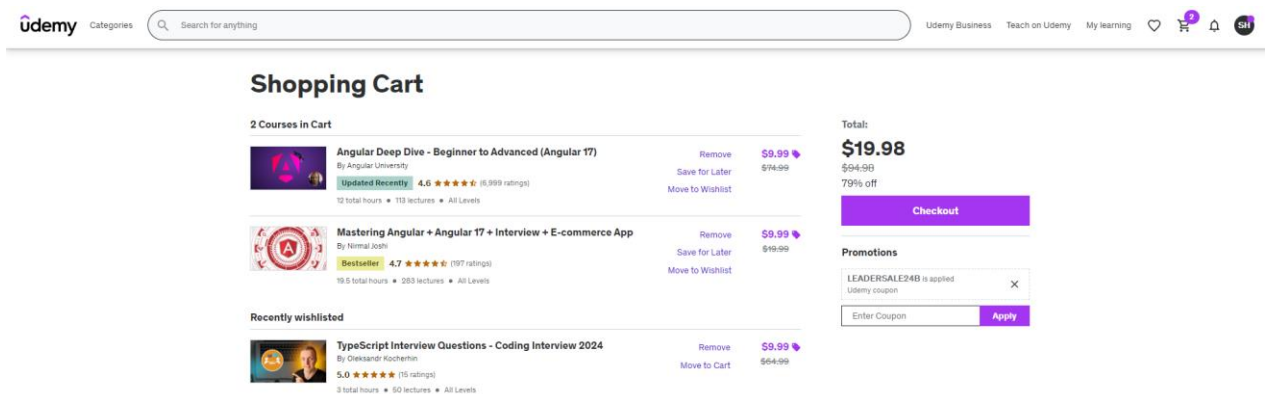 ûdemy Categories Search for anything Udemy Business Teach on Udemy My learning 2 SH
Shopping Cart
2 Courses in Cart
Angular Deep Dive - Beginner to Advanced (Angular 17)
By Angular University
Updated Recently 4.6 (6,999 ratings)
12 total hours • 113 lectures • All Levels
Remove
Save for Later
Move to Wishlist
$9.99
$74.99
Mastering Angular + Angular 17 + Interview + E-commerce App
By Nirmal Joshi
Bestseller 4.7 (197 ratings)
19.5 total hours • 283 lectures • All Levels
Remove
Save for Later
Move to Wishlist
$9.99
$19.99
Recently wishlisted
TypeScript Interview Questions - Coding Interview 2024
By Oleksandr Kocherhin
5.0 (15 ratings)
3 total hours • 50 lectures • All Levels
Remove
Move to Cart
$9.99
$64.99
Total:
$19.98
$94.98
79% off
Checkout
Promotions
LEADERSALE24B is applied
Udemy coupon
Enter Coupon Apply